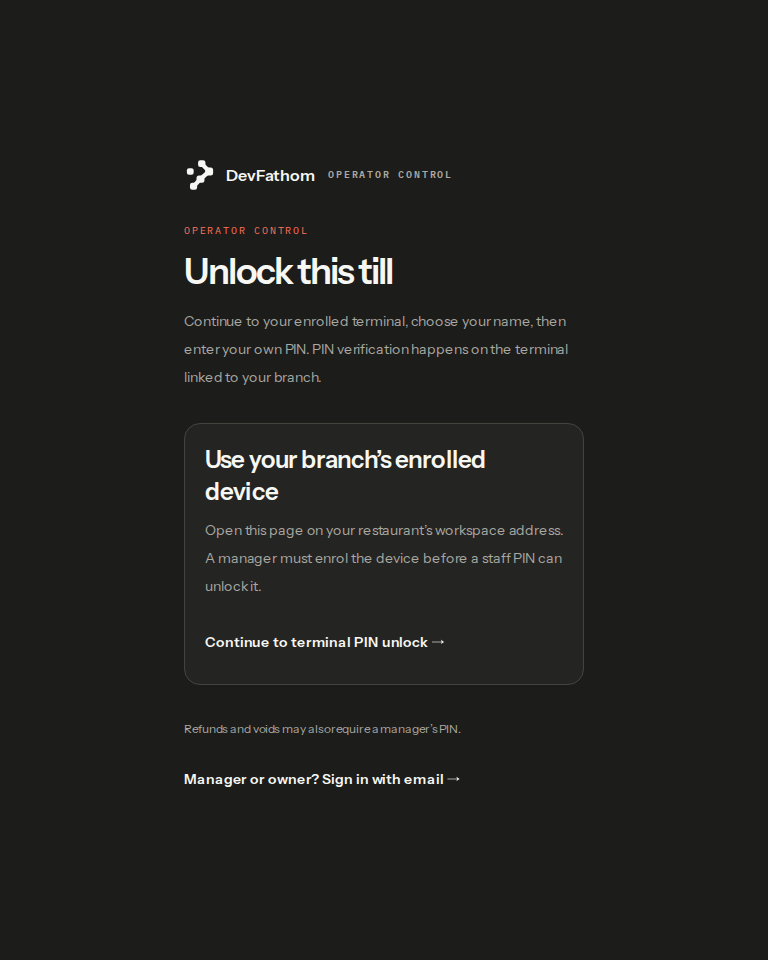 DevFathom OPERATOR CONTROL
OPERATOR CONTROL
Unlock this till
Continue to your enrolled terminal, choose your name, then
enter your own PIN. PIN verification happens on the terminal
linked to your branch.
Use your branch’s enrolled
device
Open this page on your restaurant’s workspace address.
A manager must enrol the device before a staff PIN can
unlock it.
Continue to terminal PIN unlock →
Refunds and voids may also require a manager’s PIN.
Manager or owner? Sign in with email →